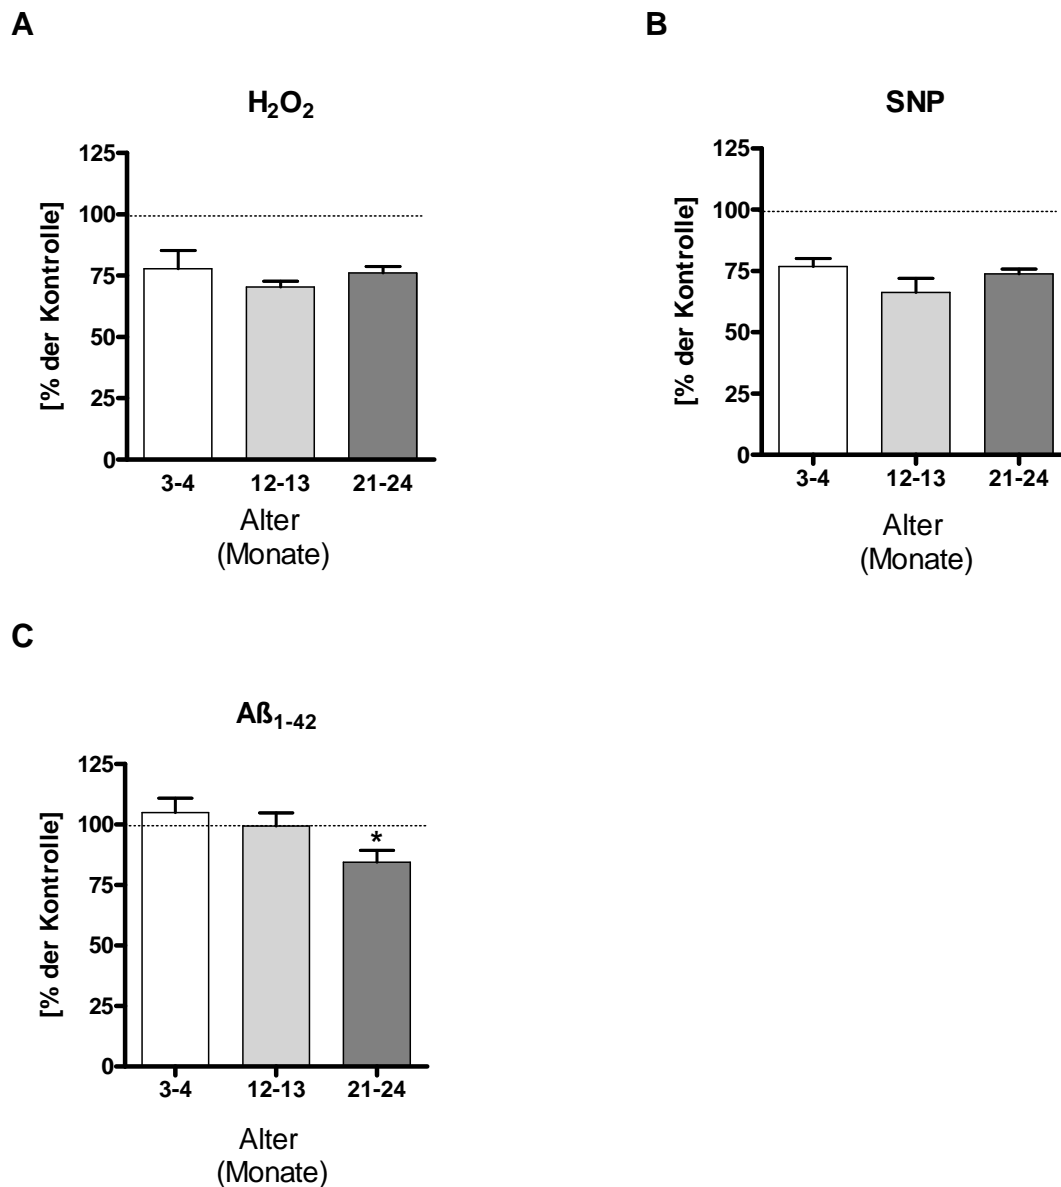 A
H₂O₂
[% der Kontrolle]
125
100
75
50
25
0
3-4 12-13 21-24
Alter
(Monate)
B
SNP
[% der Kontrolle]
125
100
75
50
25
0
3-4 12-13 21-24
Alter
(Monate)
C
Aß₁₋₄₂
[% der Kontrolle]
125
100
75
50
25
0
*
3-4 12-13 21-24
Alter
(Monate)